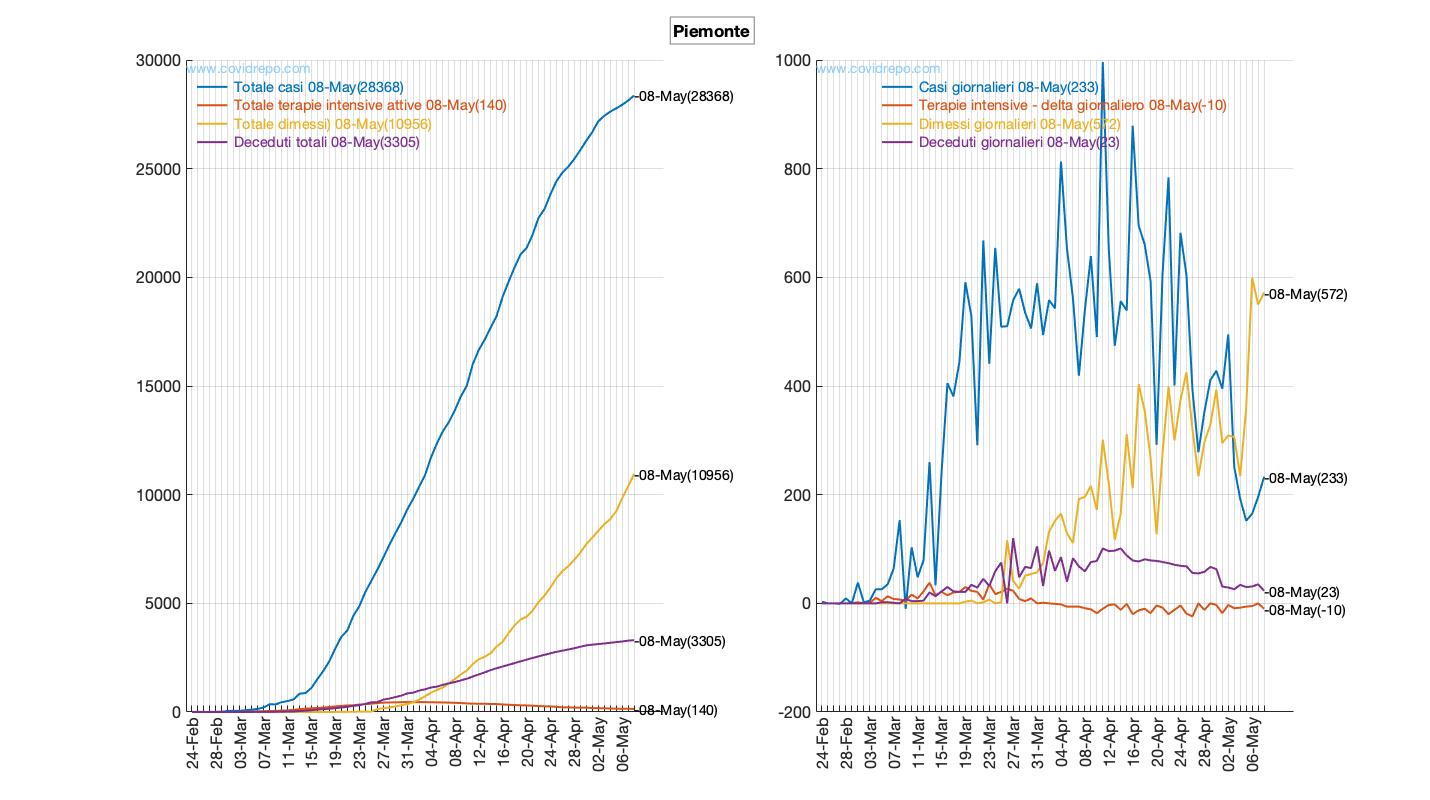 Piemonte
www.covidrepo.com
Totale casi 08-May(28368)
Totale terapie intensive attive 08-May(140)
Totale dimessi) 08-May(10956)
Deceduti totali 08-May(3305)
30000
25000
20000
15000
10000
5000
0
08-May(28368)
08-May(10956)
08-May(3305)
08-May(140)
24-Feb
28-Feb
03-Mar
07-Mar
11-Mar
15-Mar
19-Mar
23-Mar
27-Mar
31-Mar
04-Apr
08-Apr
12-Apr
16-Apr
20-Apr
24-Apr
28-Apr
02-May
06-May
www.covidrepo.com
Casi giornalieri 08-May(233)
Terapie intensive - delta giornaliero 08-May(-10)
Dimessi giornalieri 08-May(572)
Deceduti giornalieri 08-May(23)
1000
800
600
400
200
0
-200
08-May(572)
08-May(233)
08-May(23)
08-May(-10)
24-Feb
28-Feb
03-Mar
07-Mar
11-Mar
15-Mar
19-Mar
23-Mar
27-Mar
31-Mar
04-Apr
08-Apr
12-Apr
16-Apr
20-Apr
24-Apr
28-Apr
02-May
06-May